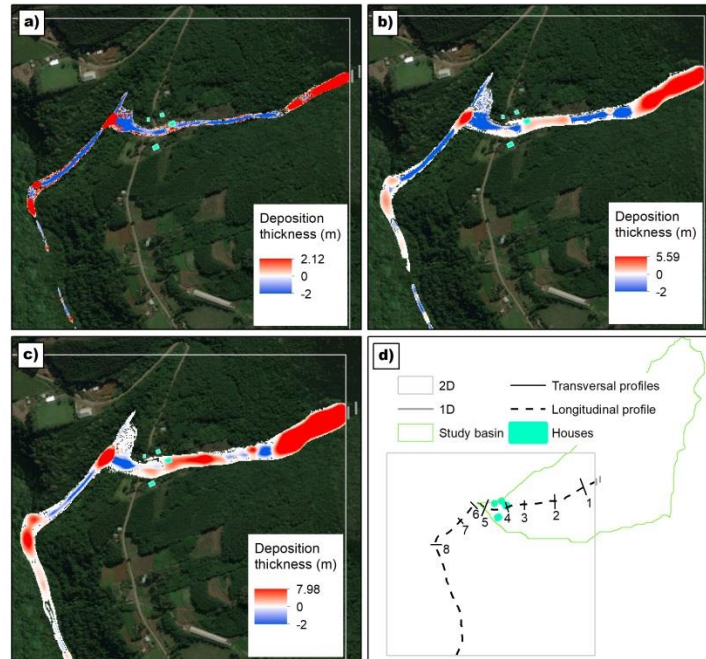 a)
Deposition
thickness (m)
2.12
0
-2
b)
Deposition
thickness (m)
5.59
0
-2
c)
Deposition
thickness (m)
7.98
0
-2
d)
2D
Transversal profiles
1D
Longitudinal profile
Study basin
Houses
1
2
3
4
5
6
7
8